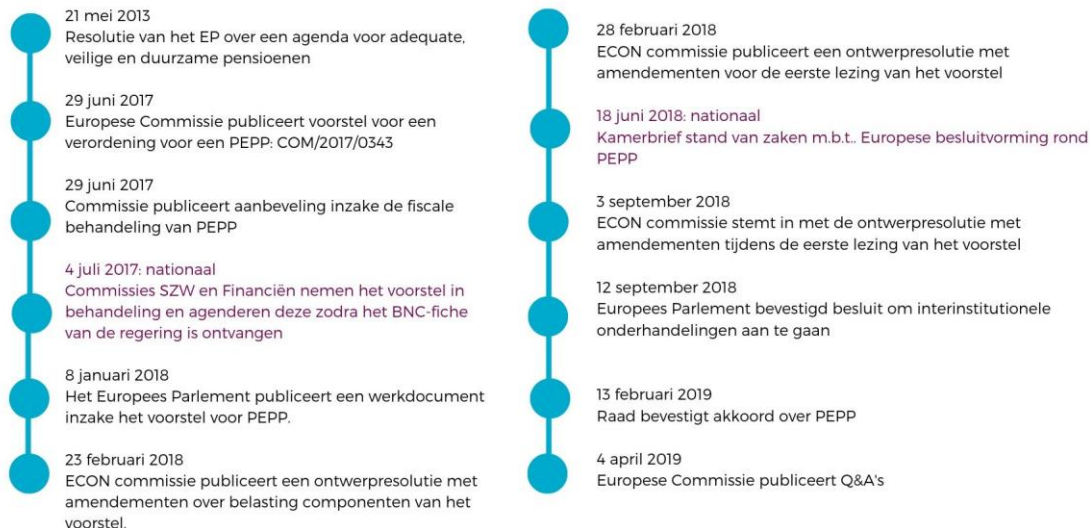 21 mei 2013
Resolutie van het EP over een agenda voor adequate,
veilige en duurzame pensioenen
29 juni 2017
Europese Commissie publiceert voorstel voor een
verordening voor een PEPP: COM/2017/0343
29 juni 2017
Commissie publiceert aanbeveling inzake de fiscale
behandeling van PEPP
4 juli 2017: nationaal
Commissies SZW en Financiën nemen het voorstel in
behandeling en agenderen deze zodra het BNC-fiche
van de regering is ontvangen
8 januari 2018
Het Europees Parlement publiceert een werkdocument
inzake het voorstel voor PEPP.
23 februari 2018
ECON commissie publiceert een ontwerpresolutie met
amendementen over belasting componenten van het
voorstel.
28 februari 2018
ECON commissie publiceert een ontwerpresolutie met
amendementen voor de eerste lezing van het voorstel
18 juni 2018: nationaal
Kamerbrief stand van zaken m.b.t.. Europese besluitvorming rond
PEPP
3 september 2018
ECON commissie stemt in met de ontwerpresolutie met
amendementen tijdens de eerste lezing van het voorstel
12 september 2018
Europees Parlement bevestigd besluit om interinstitutionele
onderhandelingen aan te gaan
13 februari 2019
Raad bevestigt akkoord over PEPP
4 april 2019
Europese Commissie publiceert Q&A's